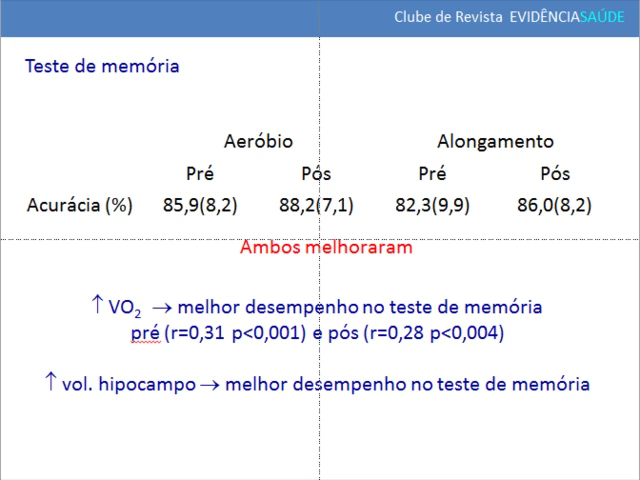 Clube de Revista EVIDÊNCIASAÚDE
Teste de memória
Aeróbio Alongamento
Pré Pós Pré Pós
Acurácia (%) 85,9(8,2) 88,2(7,1) 82,3(9,9) 86,0(8,2)
Ambos melhoraram
↑ VO₂ → melhor desempenho no teste de memória
pré (r=0,31 p<0,001) e pós (r=0,28 p<0,004)
↑ vol. hipocampo → melhor desempenho no teste de memória